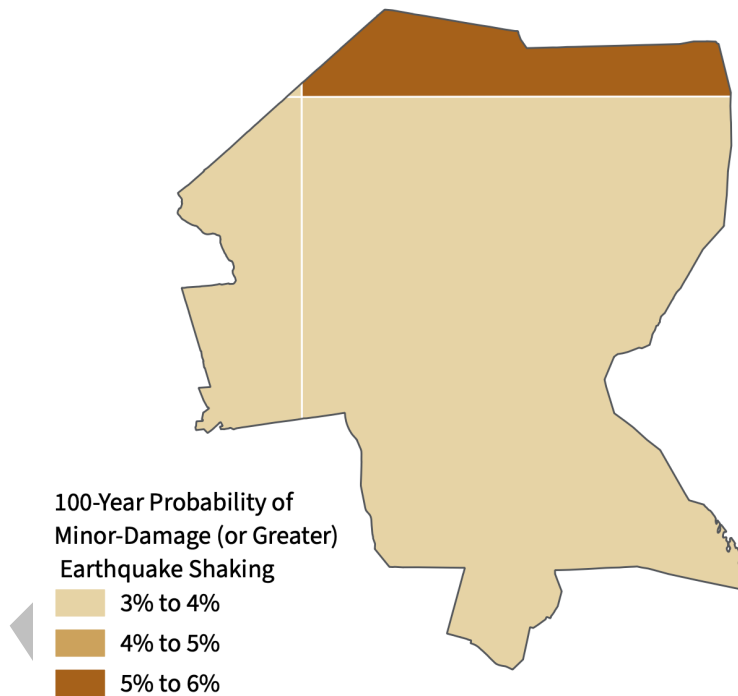 100-Year Probability of
Minor-Damage (or Greater)
Earthquake Shaking
3% to 4%
4% to 5%
5% to 6%